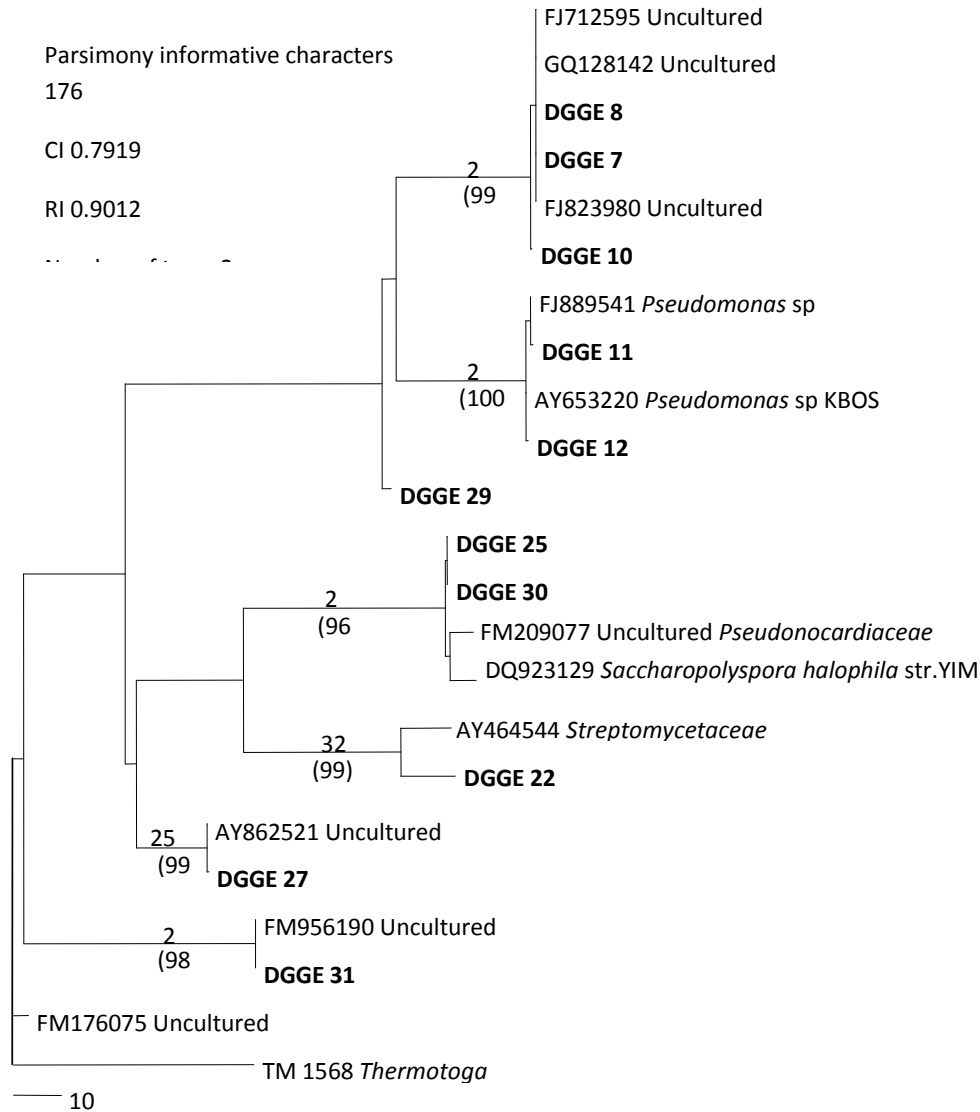 FJ712595 Uncultured
Parsimony informative characters
176
GQ128142 Uncultured
DGGE 8
CI 0.7919
DGGE 7
2
(99
RI 0.9012
FJ823980 Uncultured
DGGE 10
FJ889541 Pseudomonas sp
DGGE 11
2
(100
AY653220 Pseudomonas sp KBOS
DGGE 12
DGGE 29
DGGE 25
DGGE 30
2
(96
FM209077 Uncultured Pseudonocardiaceae
DQ923129 Saccharopolyspora halophila str.YIM
AY464544 Streptomycetaceae
32
(99)
DGGE 22
AY862521 Uncultured
25
(99
DGGE 27
FM956190 Uncultured
2
(98
DGGE 31
FM176075 Uncultured
TM 1568 Thermotoga
10